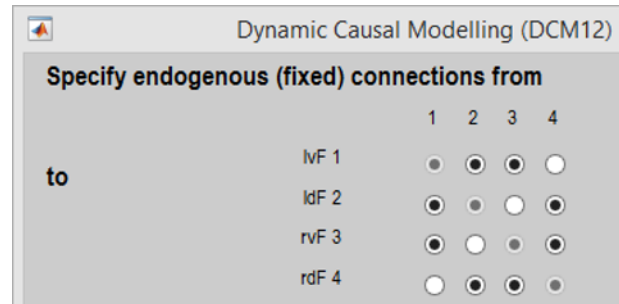 Dynamic Causal Modelling (DCM12)
Specify endogenous (fixed) connections from
1 2 3 4
to
lvF 1
ldF 2
rvF 3
rdF 4